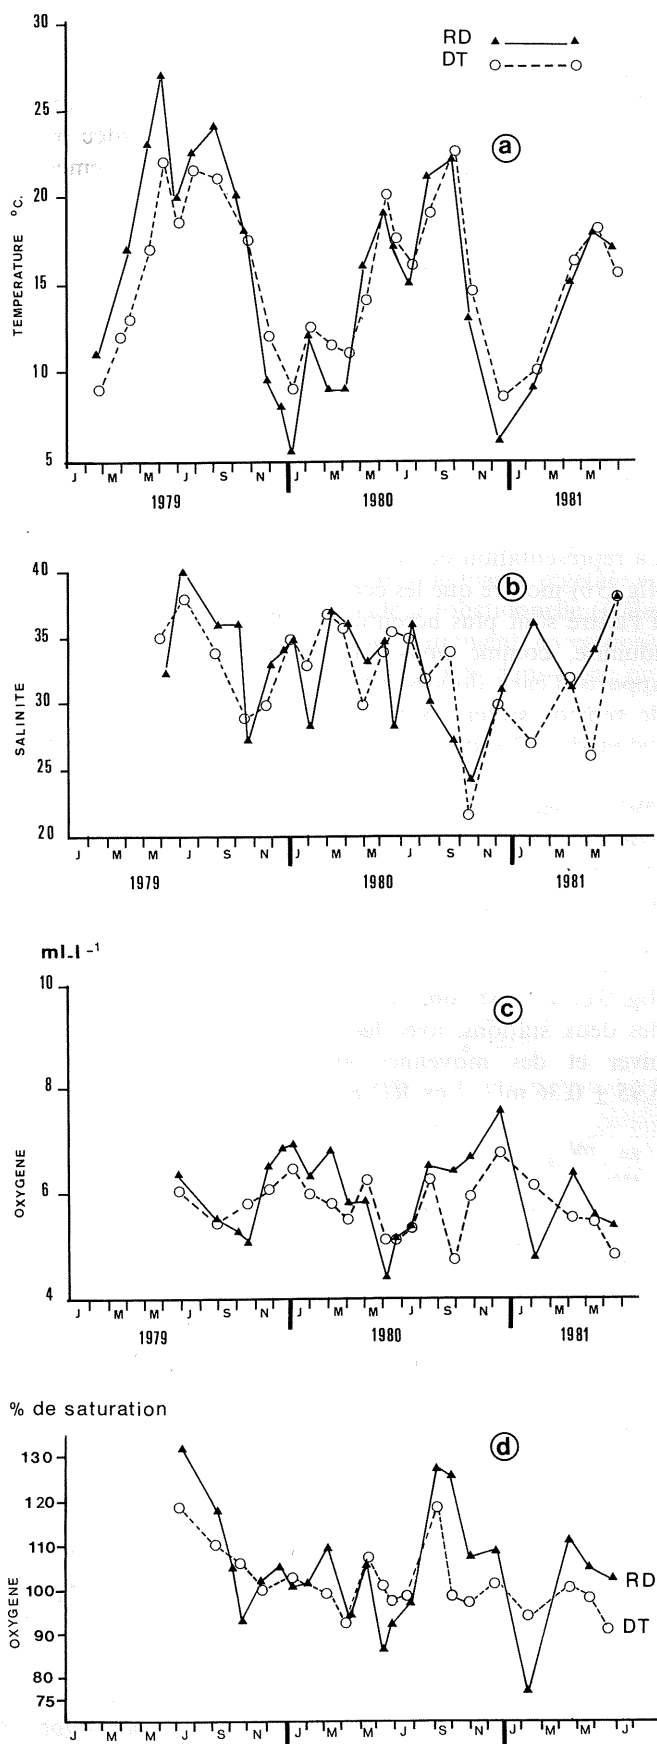 30
25
20
15
10
5
TEMPERATURE °C.
RD
DT
a
J M M J S N J M M J S N J M M
1979 1980 1981
40
35
30
25
20
SALINITE
b
J M M J S N J M M J S N J M M
1979 1980 1981
ml.l -1
10
8
6
4
OXYGENE
c
J M M J S N J M M J S N J M M
1979 1980 1981
% de saturation
130
120
110
100
90
80
75
OXYGENE
d
RD
DT
J M M J S N J M M J S N J M M J